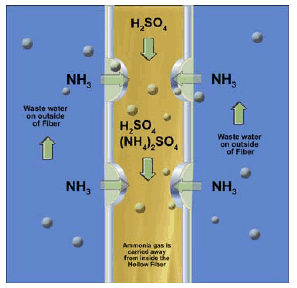 H₂SO₄
NH₃
NH₃
Waste water
on outside
of Fiber
H₂SO₄
(NH₄)₂SO₄
Waste water
on outside
of Fiber
NH₃
NH₃
Ammonia gas is
carried away
from inside the
Hollow Fiber